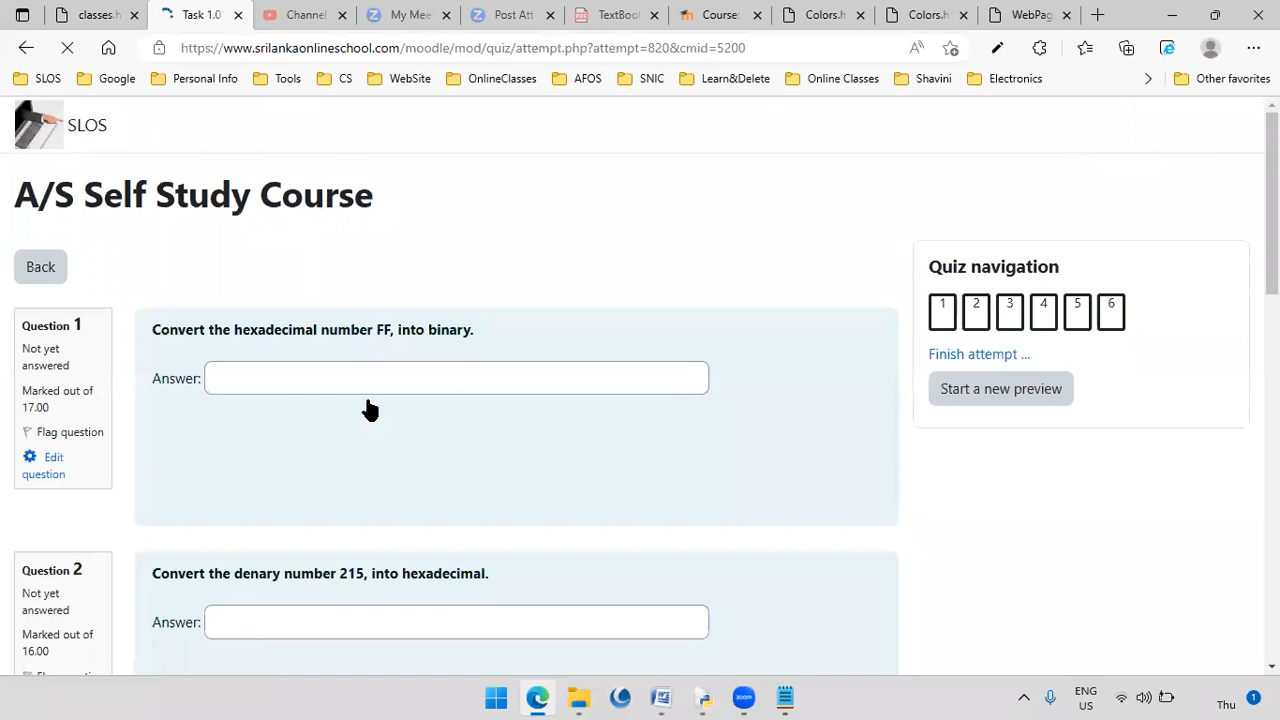 classes.h
Task 1.0
Channel
My Mee
Post Att
TextBoo
Course:
Colors.h
Colors.h
WebPag
https://www.srilankaonlineschool.com/moodle/mod/quiz/attempt.php?attempt=820&cmid=5200
SLOS
Google
Personal Info
Tools
CS
WebSite
OnlineClasses
AFOS
SNIC
Learn&Delete
Online Classes
Shavini
Electronics
Other favorites
SLOS
A/S Self Study Course
Back
Question 1
Not yet
answered
Marked out of
17.00
Flag question
Edit
question
Convert the hexadecimal number FF, into binary.
Answer:
Quiz navigation
1 2 3 4 5 6
Finish attempt ...
Start a new preview
Question 2
Not yet
answered
Marked out of
16.00
Convert the denary number 215, into hexadecimal.
Answer:
zoom
ENG
US
Thu
1